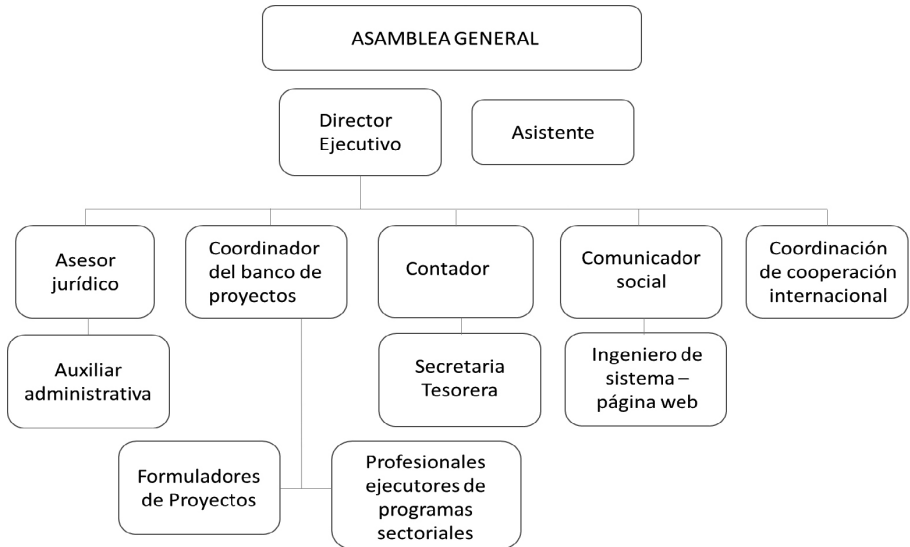 ASAMBLEA GENERAL
Director
Ejecutivo
Asistente
Asesor
jurídico
Coordinador
del banco de
proyectos
Contador
Comunicador
social
Coordinación
de cooperación
internacional
Auxiliar
administrativa
Secretaria
Tesorera
Ingeniero de
sistema –
página web
Formuladores
de Proyectos
Profesionales
ejecutores de
programas
sectoriales